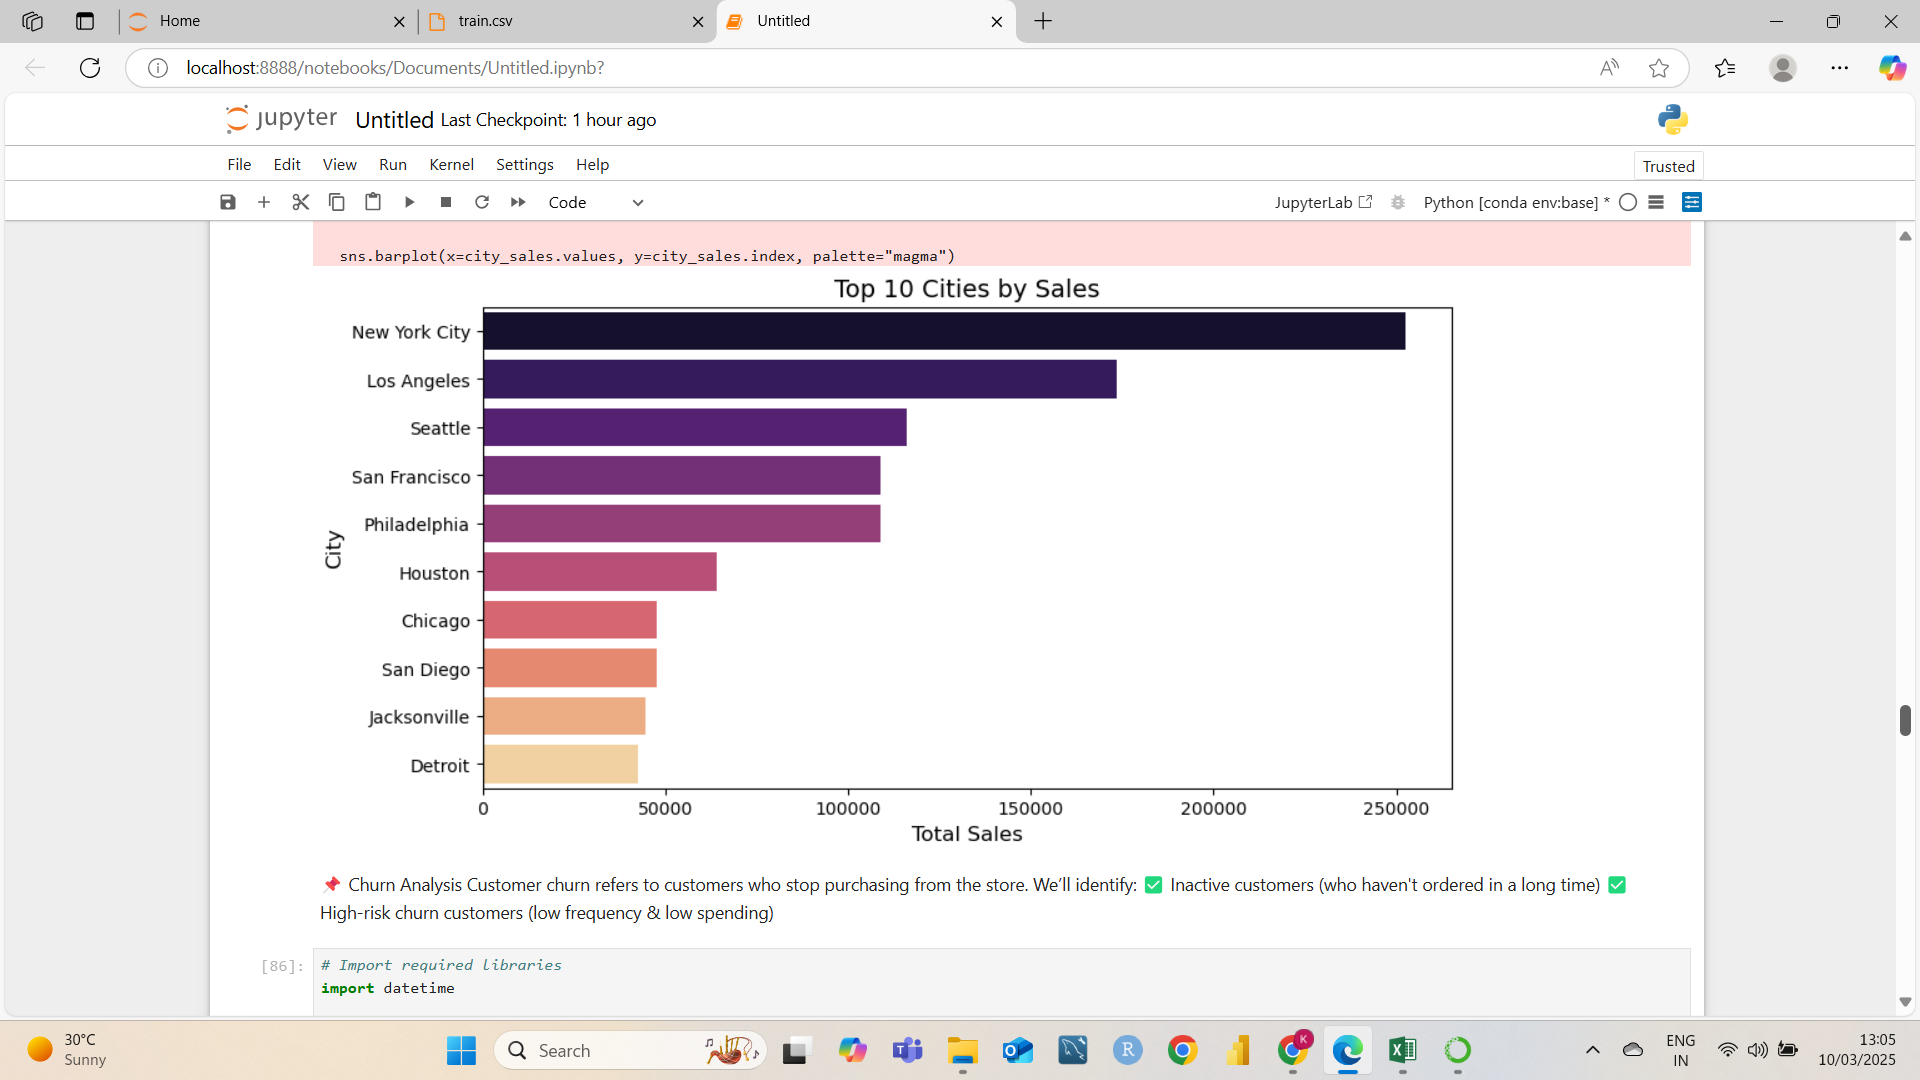 Home
train.csv
Untitled
localhost:8888/notebooks/Documents/Untitled.ipynb?
jupyter Untitled Last Checkpoint: 1 hour ago
File Edit View Run Kernel Settings Help
Trusted
Code
JupyterLab
Python [conda env:base] *
sns.barplot(x=city_sales.values, y=city_sales.index, palette="magma")
Top 10 Cities by Sales
New York City
Los Angeles
Seattle
San Francisco
Philadelphia
Houston
Chicago
San Diego
Jacksonville
Detroit
City
0 50000 100000 150000 200000 250000
Total Sales
📌 Churn Analysis Customer churn refers to customers who stop purchasing from the store. We’ll identify: ✅ Inactive customers (who haven't ordered in a long time) ✅
High-risk churn customers (low frequency & low spending)
[86]: # Import required libraries
import datetime
30°C
Sunny
Search
K
R
ENG
IN
13:05
10/03/2025